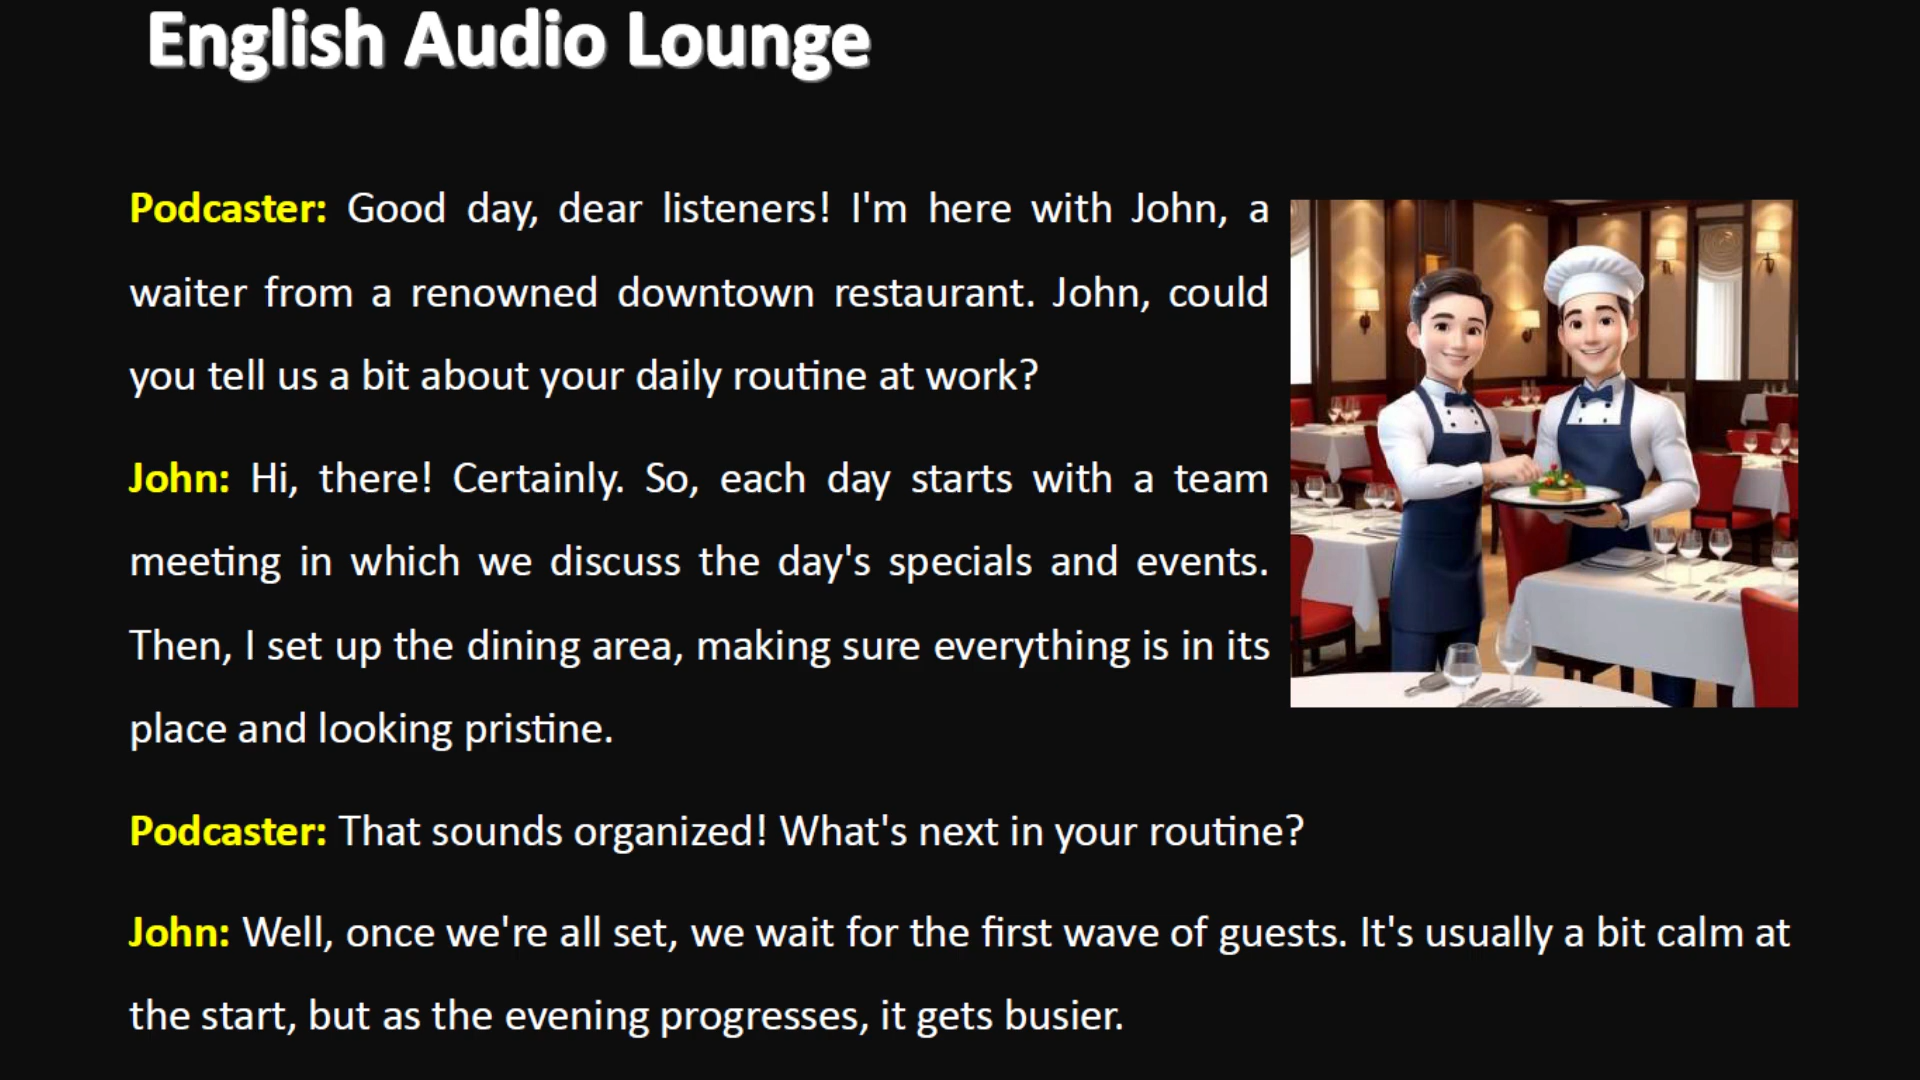 English Audio Lounge
Podcaster: Good day, dear listeners! I'm here with John, a
waiter from a renowned downtown restaurant. John, could
you tell us a bit about your daily routine at work?
John: Hi, there! Certainly. So, each day starts with a team
meeting in which we discuss the day's specials and events.
Then, I set up the dining area, making sure everything is in its
place and looking pristine.
Podcaster: That sounds organized! What's next in your routine?
John: Well, once we're all set, we wait for the first wave of guests. It's usually a bit calm at
the start, but as the evening progresses, it gets busier.